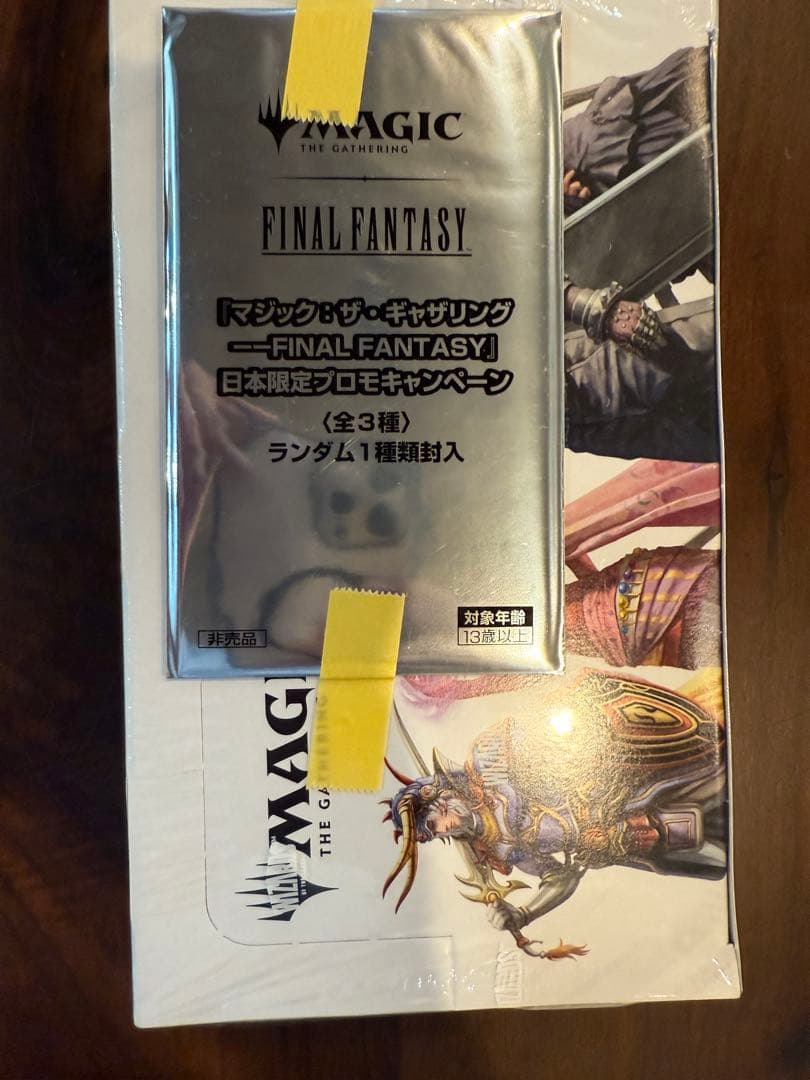 MAGIC
THE GATHERING
FINAL FANTASY
『マジック：ザ・ギャザリング
──FINAL FANTASY』
日本限定プロモキャンペーン
〈全3種〉
ランダム1種類封入
非売品
対象年齢
13歳以上
MAGIC
THE GATHERING